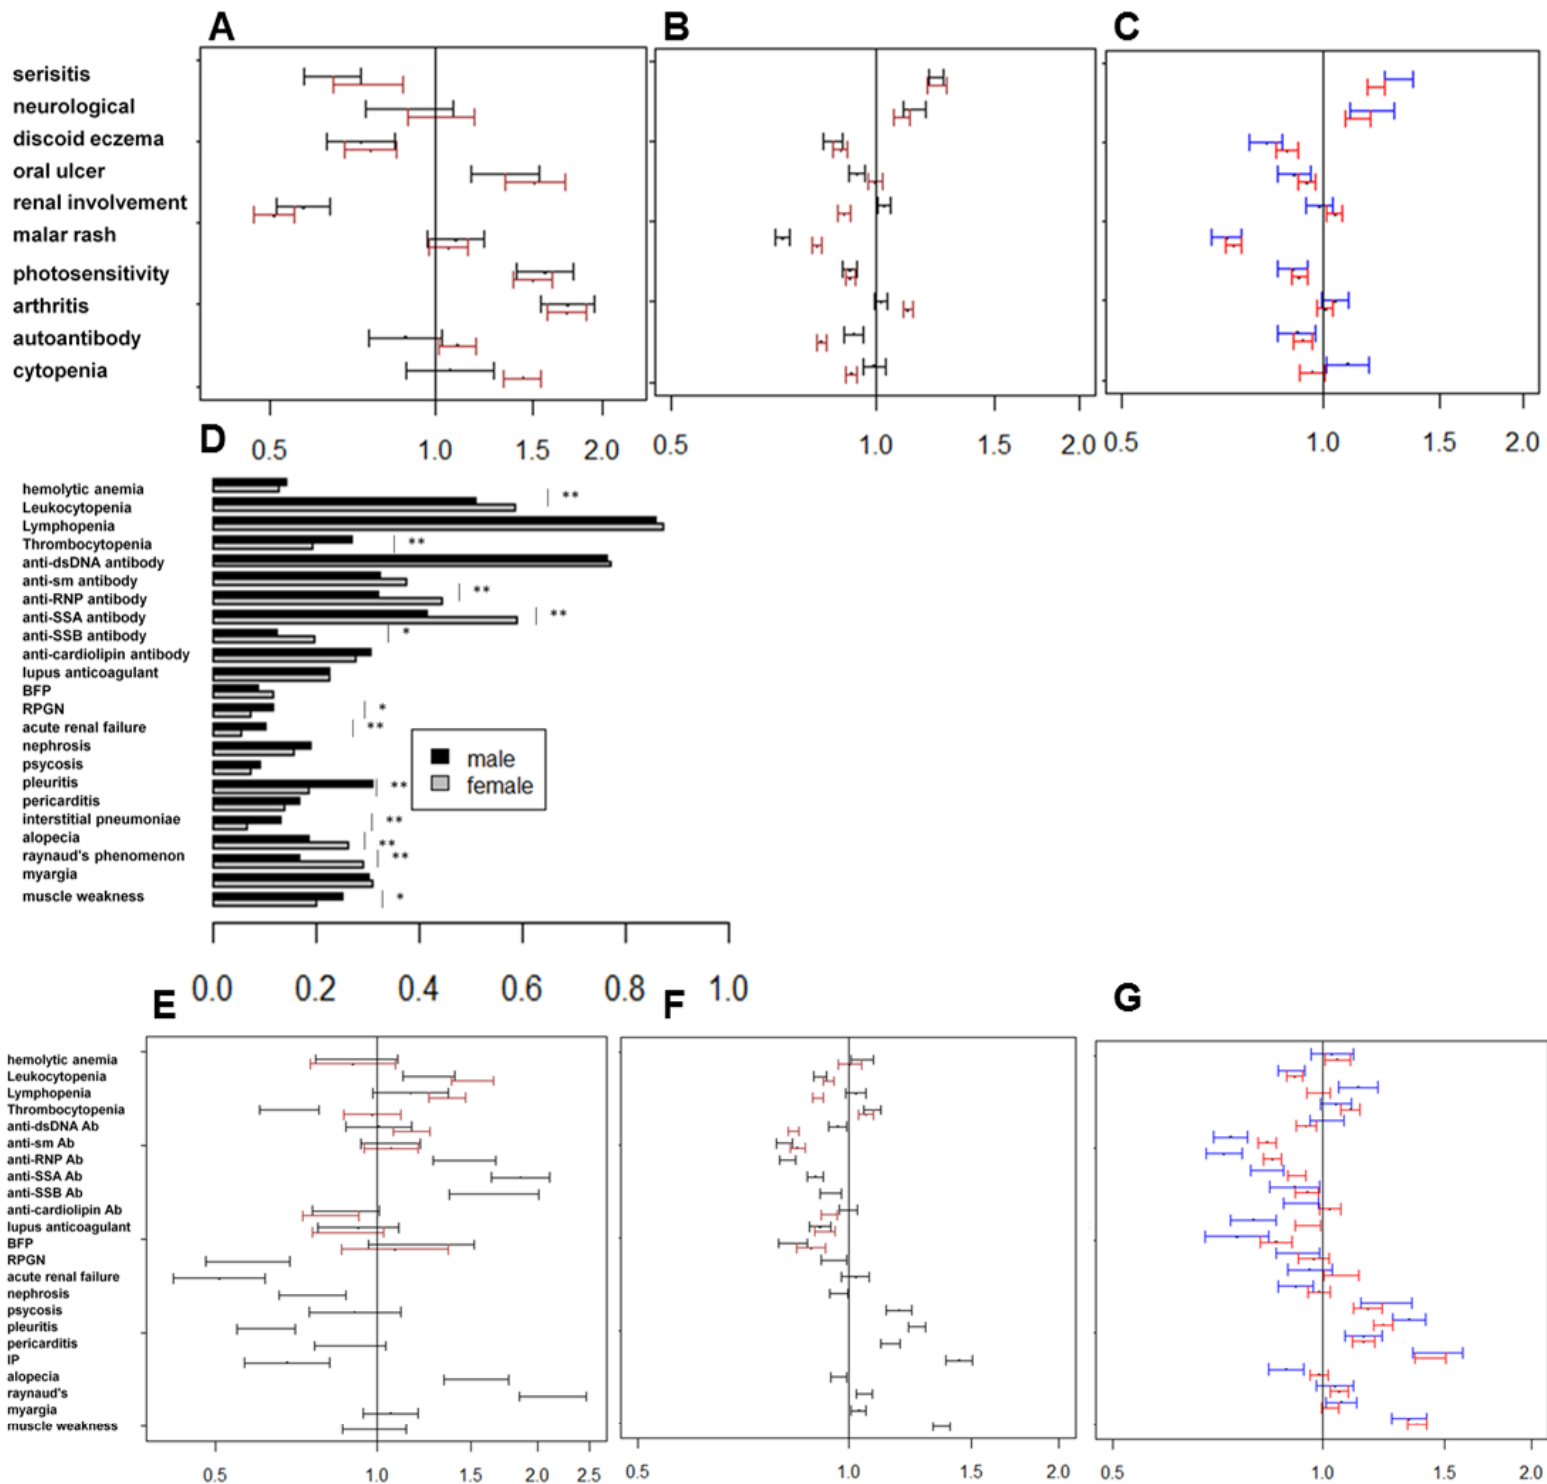 A B C
serisitis
neurological
discoid eczema
oral ulcer
renal involvement
malar rash
photosensitivity
arthritis
autoantibody
cytopenia
0.5 1.0 1.5 2.0 0.5 1.0 1.5 2.0 0.5 1.0 1.5 2.0
D
hemolytic anemia
Leukocytopenia **
Lymphopenia
Thrombocytopenia **
anti-dsDNA antibody
anti-sm antibody
anti-RNP antibody **
anti-SSA antibody **
anti-SSB antibody *
anti-cardiolipin antibody
lupus anticoagulant
BFP
RPGN *
acute renal failure **
nephrosis
psycosis
pleuritis **
pericarditis
interstitial pneumoniae **
alopecia **
raynaud's phenomenon **
myargia
muscle weakness *
male
female
0.0 0.2 0.4 0.6 0.8 1.0
E F G
hemolytic anemia
Leukocytopenia
Lymphopenia
Thrombocytopenia
anti-dsDNA Ab
anti-sm Ab
anti-RNP Ab
anti-SSA Ab
anti-SSB Ab
anti-cardiolipin Ab
lupus anticoagulant
BFP
RPGN
acute renal failure
nephrosis
psycosis
pleuritis
pericarditis
IP
alopecia
raynaud's
myargia
muscle weakness
0.5 1.0 1.5 2.0 2.5 0.5 1.0 1.5 2.0 0.5 1.0 1.5 2.0